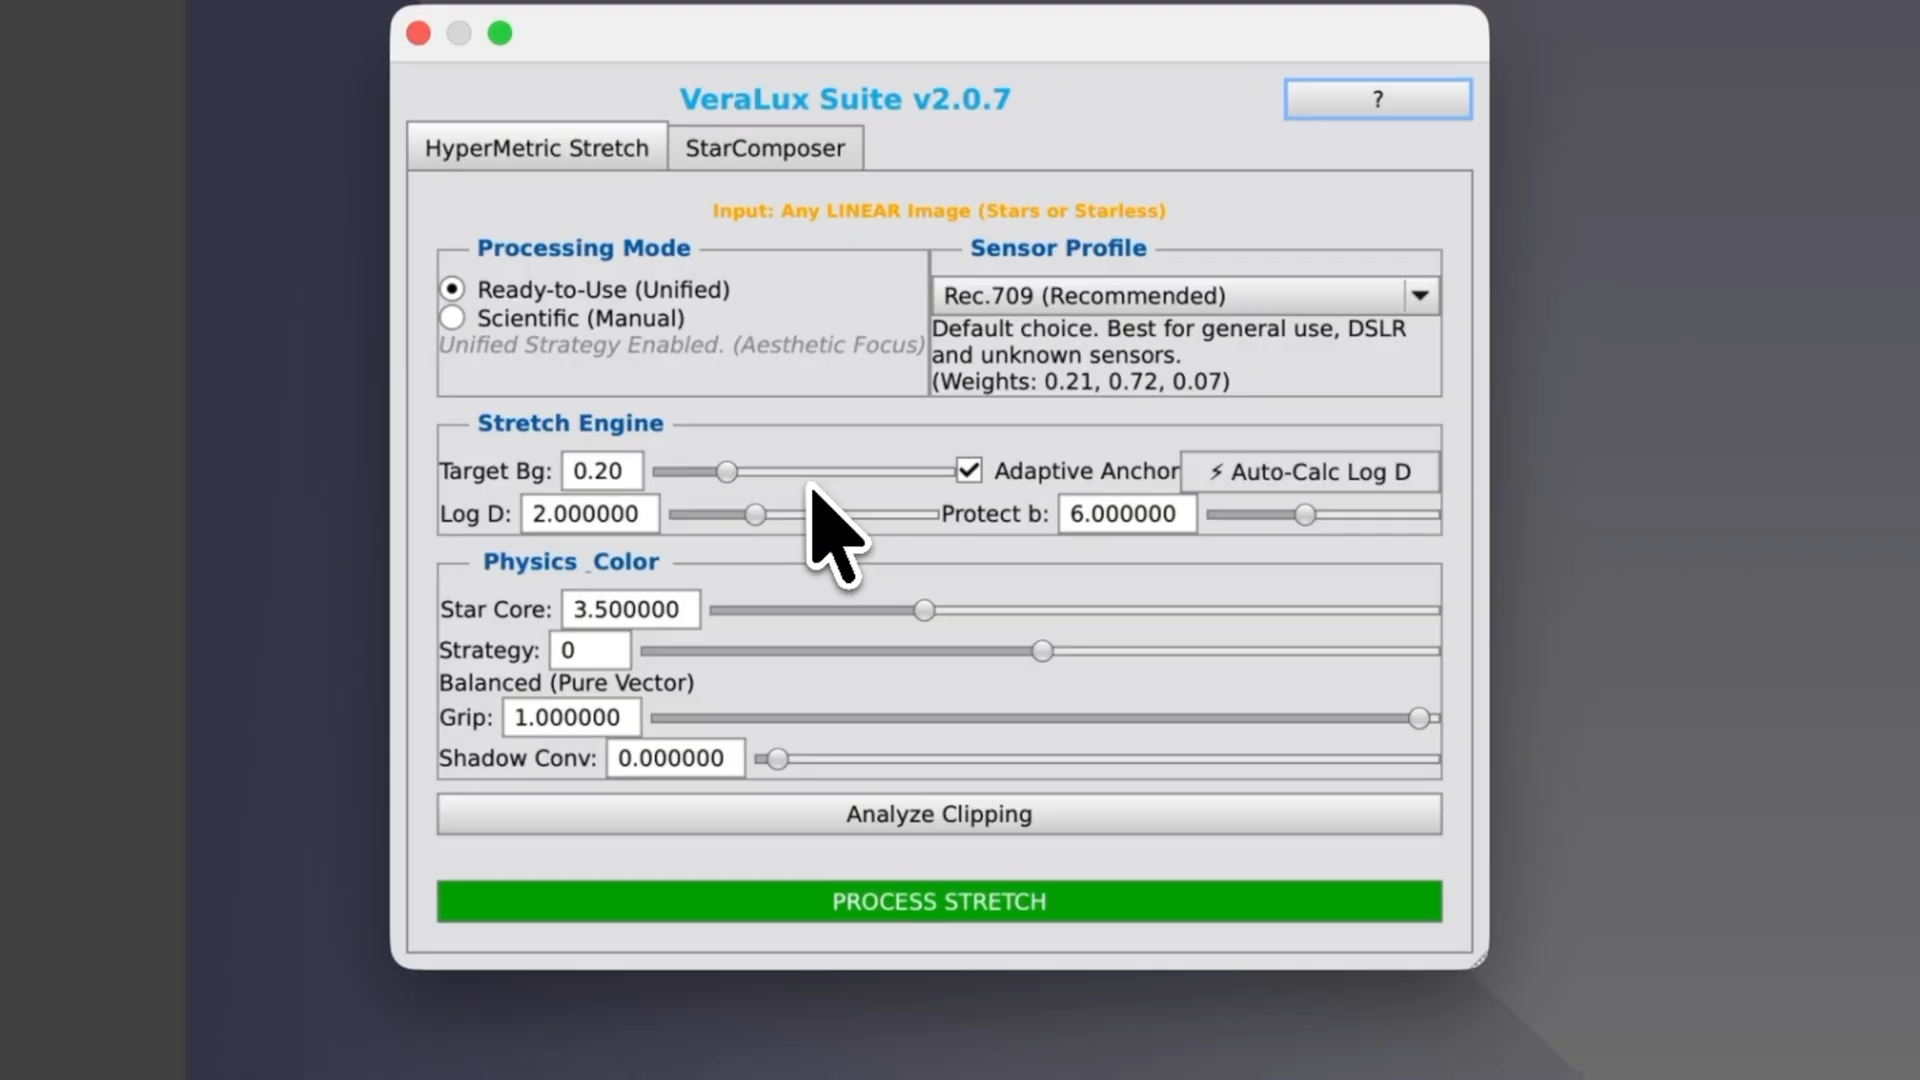 VeraLux Suite v2.0.7
?
HyperMetric Stretch
StarComposer
Input: Any LINEAR Image (Stars or Starless)
Processing Mode
Ready-to-Use (Unified)
Scientific (Manual)
Unified Strategy Enabled. (Aesthetic Focus)
Sensor Profile
Rec.709 (Recommended)
Default choice. Best for general use, DSLR
and unknown sensors.
(Weights: 0.21, 0.72, 0.07)
Stretch Engine
Target Bg: 0.20
Adaptive Anchor
⚡ Auto-Calc Log D
Log D: 2.000000
Protect b: 6.000000
Physics _Color
Star Core: 3.500000
Strategy: 0
Balanced (Pure Vector)
Grip: 1.000000
Shadow Conv: 0.000000
Analyze Clipping
PROCESS STRETCH